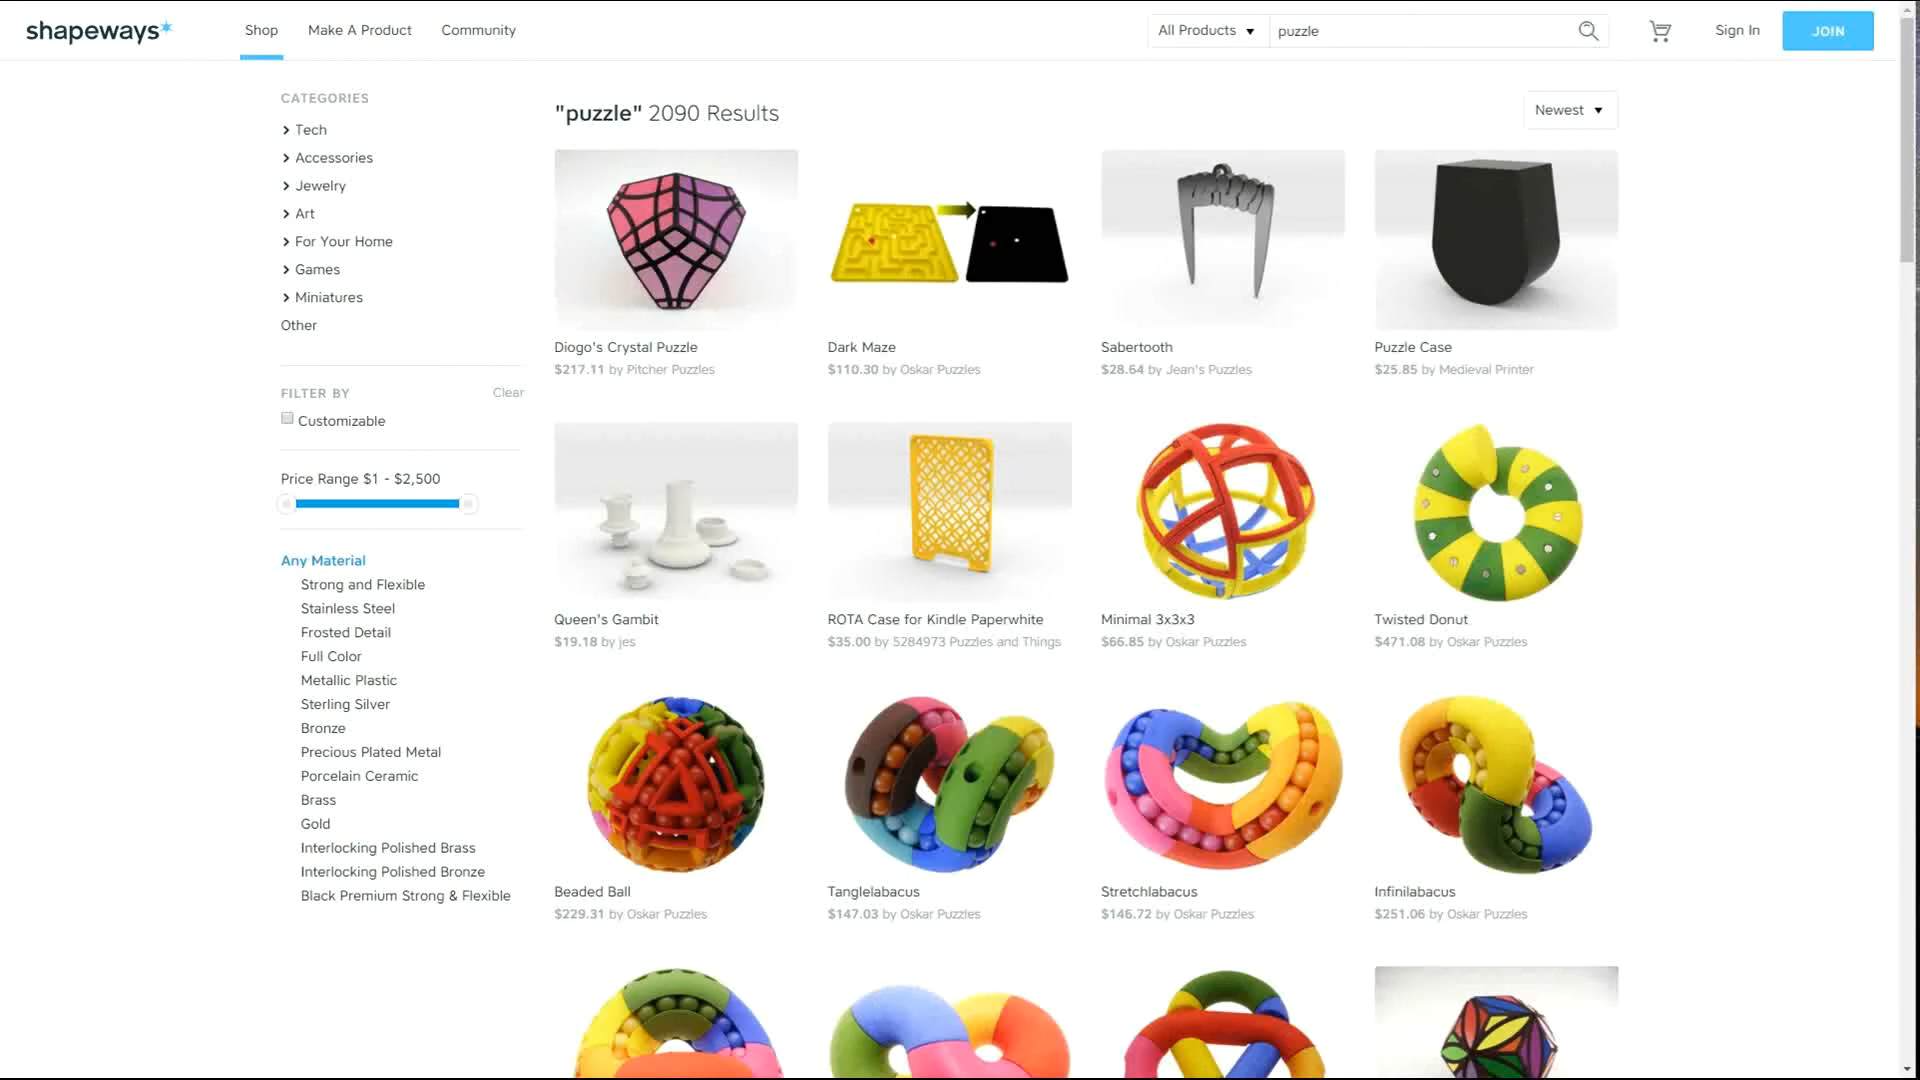 shapeways
Shop
Make A Product
Community
All Products
puzzle
Sign In
JOIN
CATEGORIES
Tech
Accessories
Jewelry
Art
For Your Home
Games
Miniatures
Other
FILTER BY
Clear
Customizable
Price Range $1 - $2,500
Any Material
Strong and Flexible
Stainless Steel
Frosted Detail
Full Color
Metallic Plastic
Sterling Silver
Bronze
Precious Plated Metal
Porcelain Ceramic
Brass
Gold
Interlocking Polished Brass
Interlocking Polished Bronze
Black Premium Strong & Flexible
"puzzle" 2090 Results
Newest
Diogo's Crystal Puzzle
$217.11 by Pitcher Puzzles
Dark Maze
$110.30 by Oskar Puzzles
Sabertooth
$28.64 by Jean's Puzzles
Puzzle Case
$25.85 by Medieval Printer
Queen's Gambit
$19.18 by jes
ROTA Case for Kindle Paperwhite
$35.00 by 5284973 Puzzles and Things
Minimal 3x3x3
$66.85 by Oskar Puzzles
Twisted Donut
$471.08 by Oskar Puzzles
Beaded Ball
$229.31 by Oskar Puzzles
Tanglelabacus
$147.03 by Oskar Puzzles
Stretchlabacus
$146.72 by Oskar Puzzles
Infinilabacus
$251.06 by Oskar Puzzles